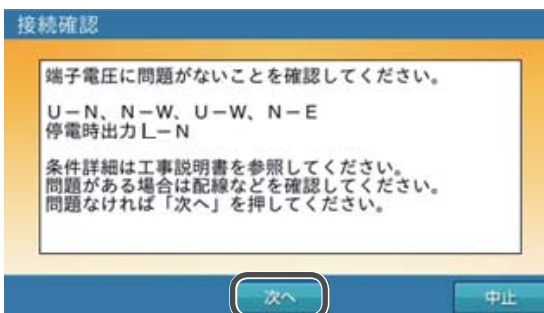 接続確認
端子電圧に問題がないことを確認してください。
U－N、N－W、U－W、N－E
停電時出力 L－N
条件詳細は工事説明書を参照してください。
問題がある場合は配線などを確認してください。
問題なければ「次へ」を押してください。
次へ
中止